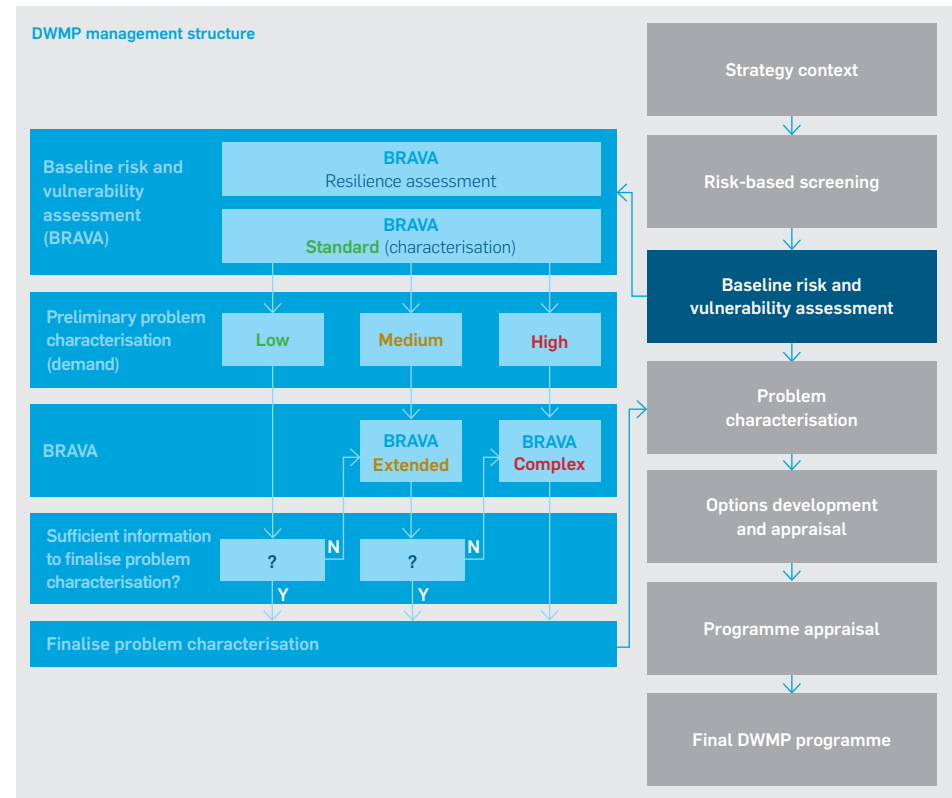 DWMP management structure
Baseline risk and
vulnerability
assessment
(BRAVA)
BRAVA
Resilience assessment
BRAVA
Standard (characterisation)
Preliminary problem
characterisation
(demand)
Low
Medium
High
BRAVA
BRAVA
Extended
BRAVA
Complex
Sufficient information
to finalise problem
characterisation?
?
N
?
N
Y
Y
Finalise problem characterisation
Strategy context
Risk-based screening
Baseline risk and
vulnerability assessment
Problem
characterisation
Options development
and appraisal
Programme appraisal
Final DWMP programme